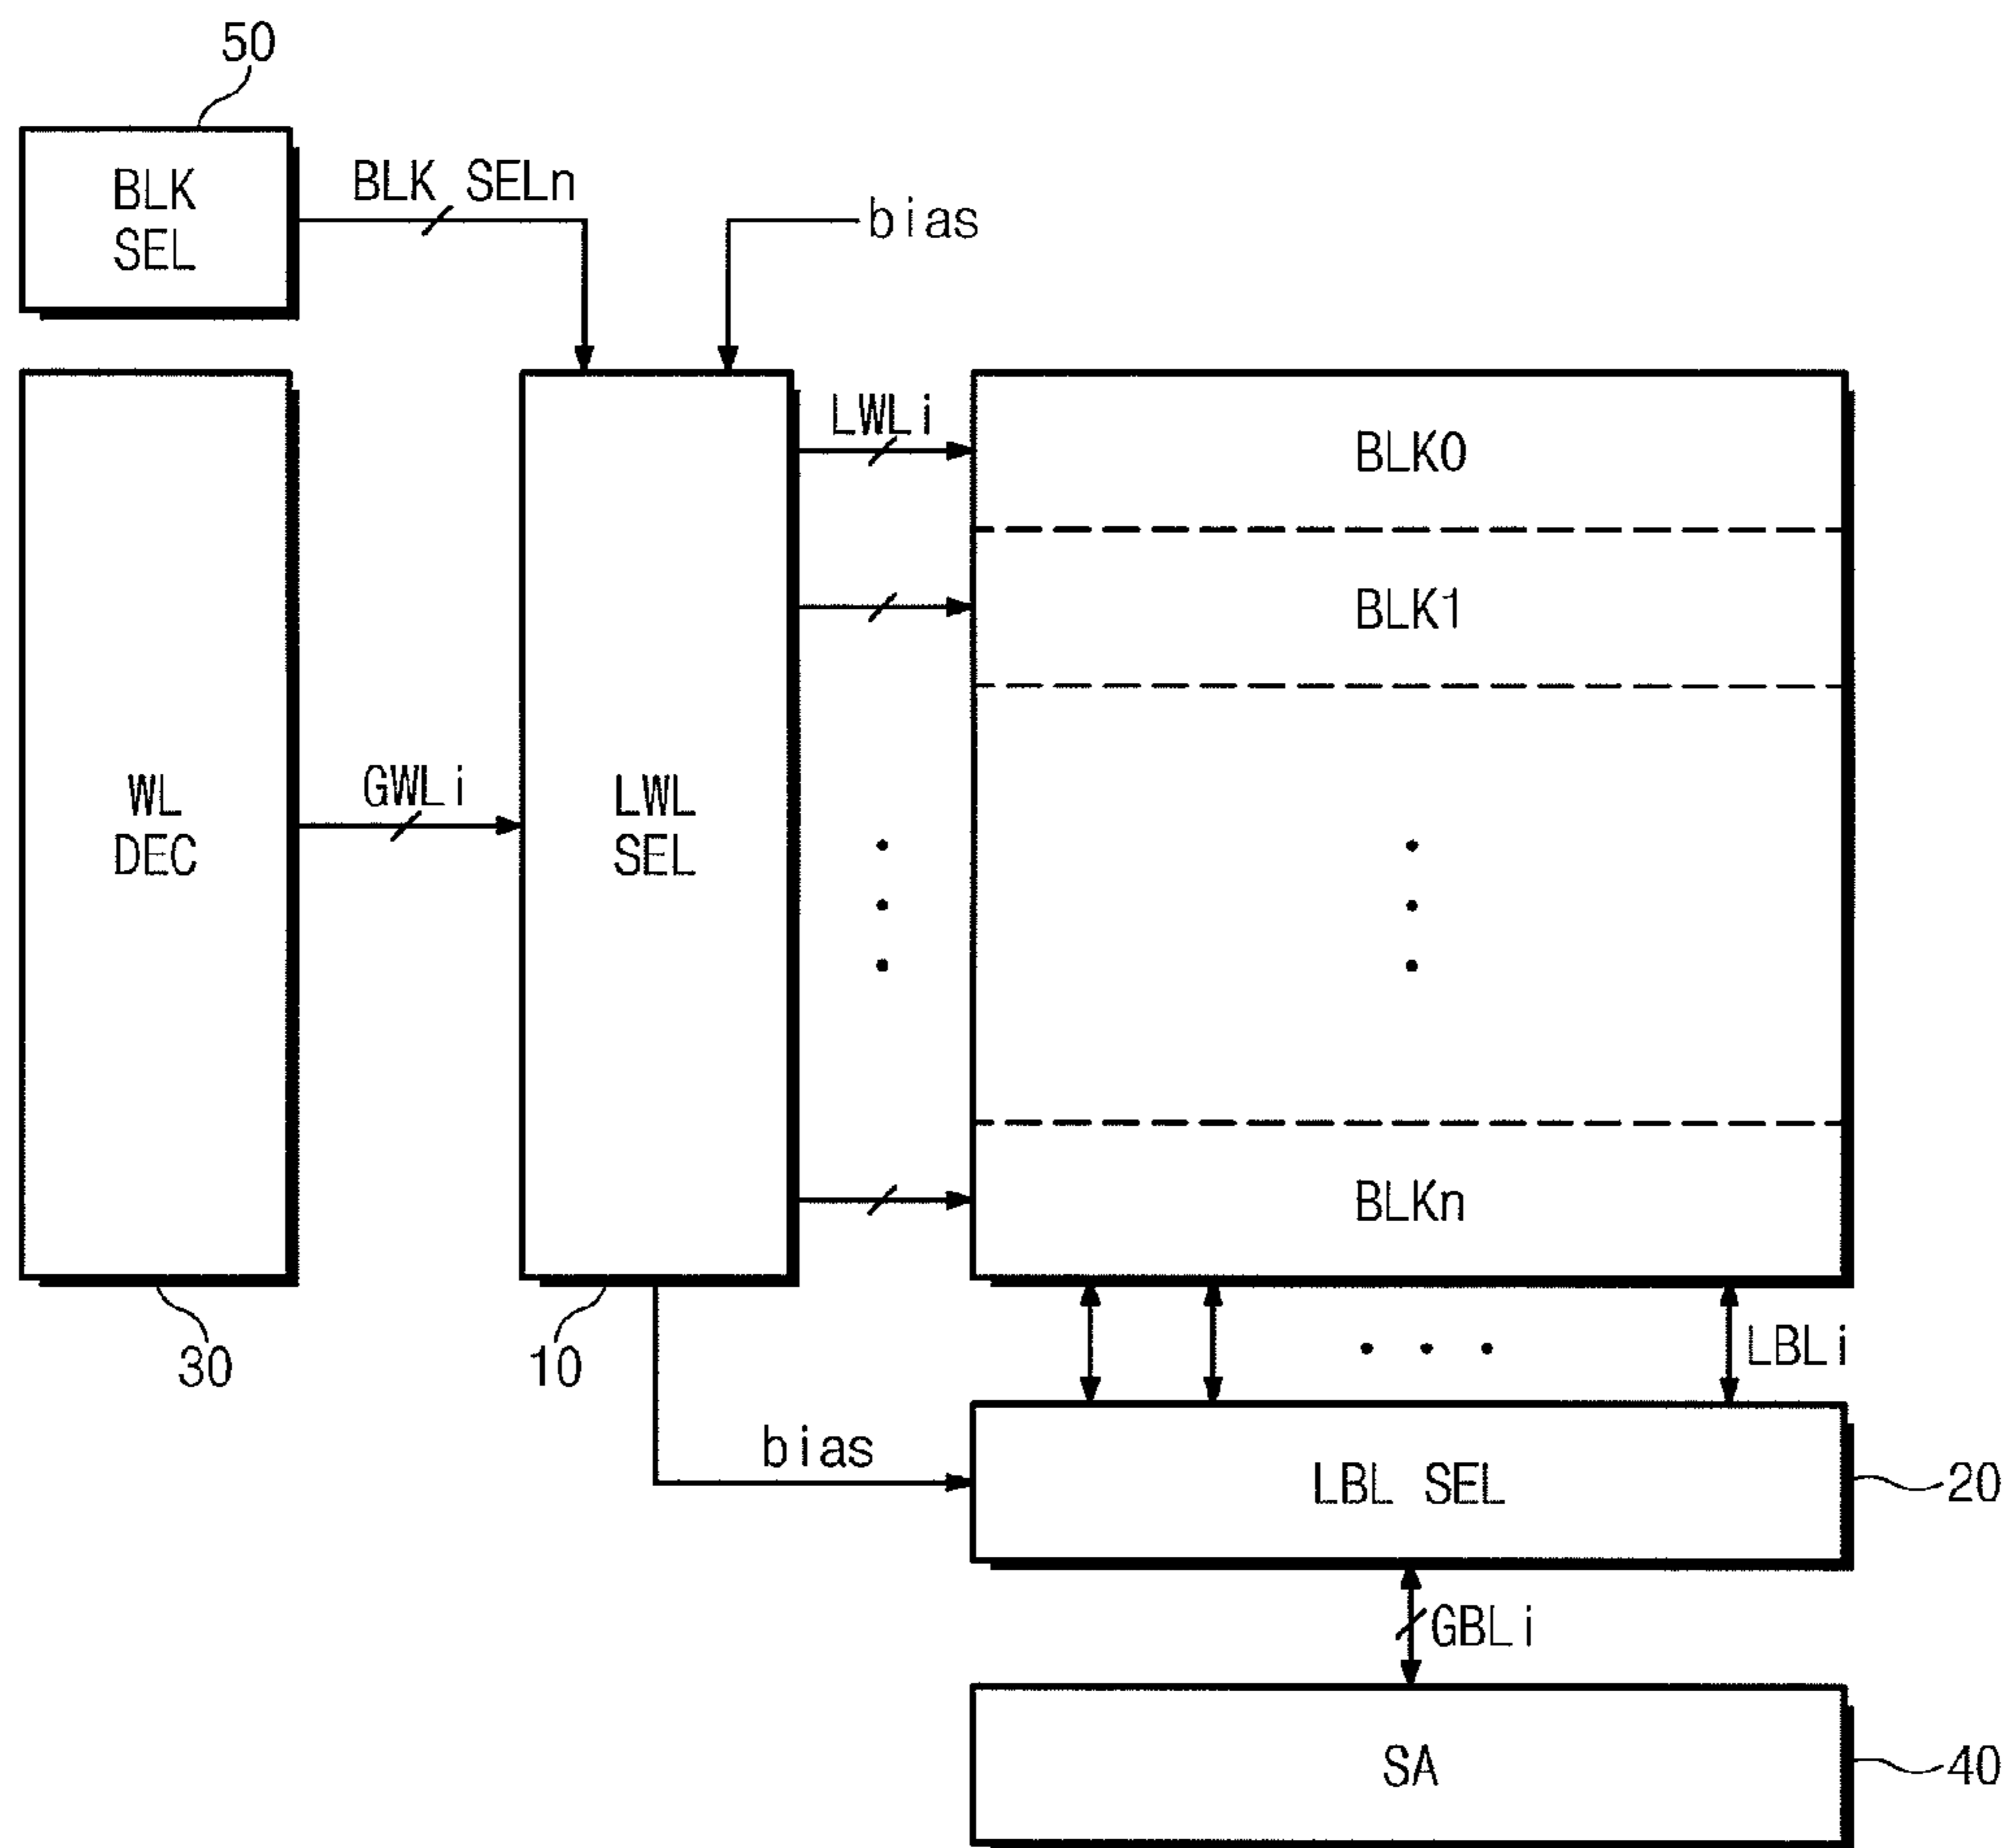 50
BLK
SEL
BLK SELn
bias
LWLi
BLK0
BLK1
WL
DEC
GWLi
LWL
SEL
BLKn
30
10
LBLi
bias
LBL SEL
20
GBLi
SA
40